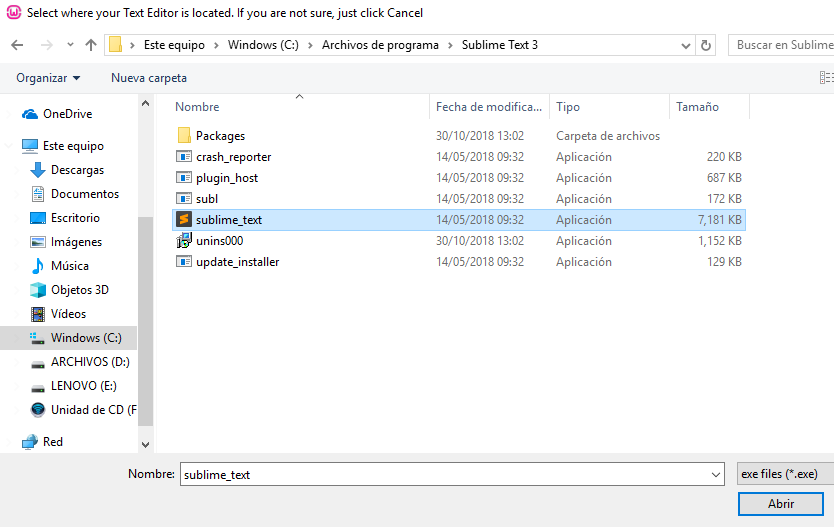 Select where your Text Editor is located. If you are not sure, just click Cancel
Este equipo > Windows (C:) > Archivos de programa > Sublime Text 3
Buscar en Sublime
Organizar
Nueva carpeta
Nombre Fecha de modifica... Tipo Tamaño
OneDrive
Este equipo
Descargas
Documentos
Escritorio
Imágenes
Música
Objetos 3D
Vídeos
Windows (C:)
ARCHIVOS (D:)
LENOVO (E:)
Unidad de CD (F
Red
Packages 30/10/2018 13:02 Carpeta de archivos
crash_reporter 14/05/2018 09:32 Aplicación 220 KB
plugin_host 14/05/2018 09:32 Aplicación 687 KB
subl 14/05/2018 09:32 Aplicación 172 KB
sublime_text 14/05/2018 09:32 Aplicación 7,181 KB
unins000 30/10/2018 13:02 Aplicación 1,152 KB
update_installer 14/05/2018 09:32 Aplicación 129 KB
Nombre: sublime_text
exe files (*.exe)
Abrir